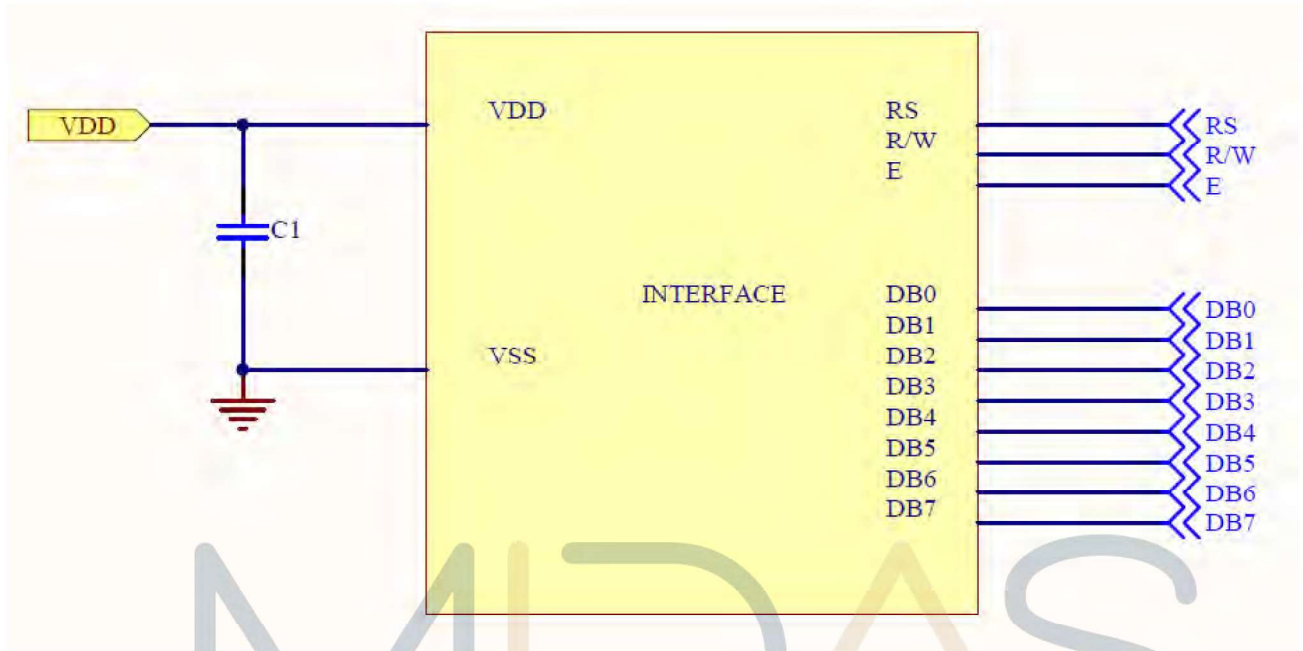 VDD
C1
VDD
VSS
INTERFACE
RS
R/W
E
DB0
DB1
DB2
DB3
DB4
DB5
DB6
DB7
RS
R/W
E
DB0
DB1
DB2
DB3
DB4
DB5
DB6
DB7
MIDAS